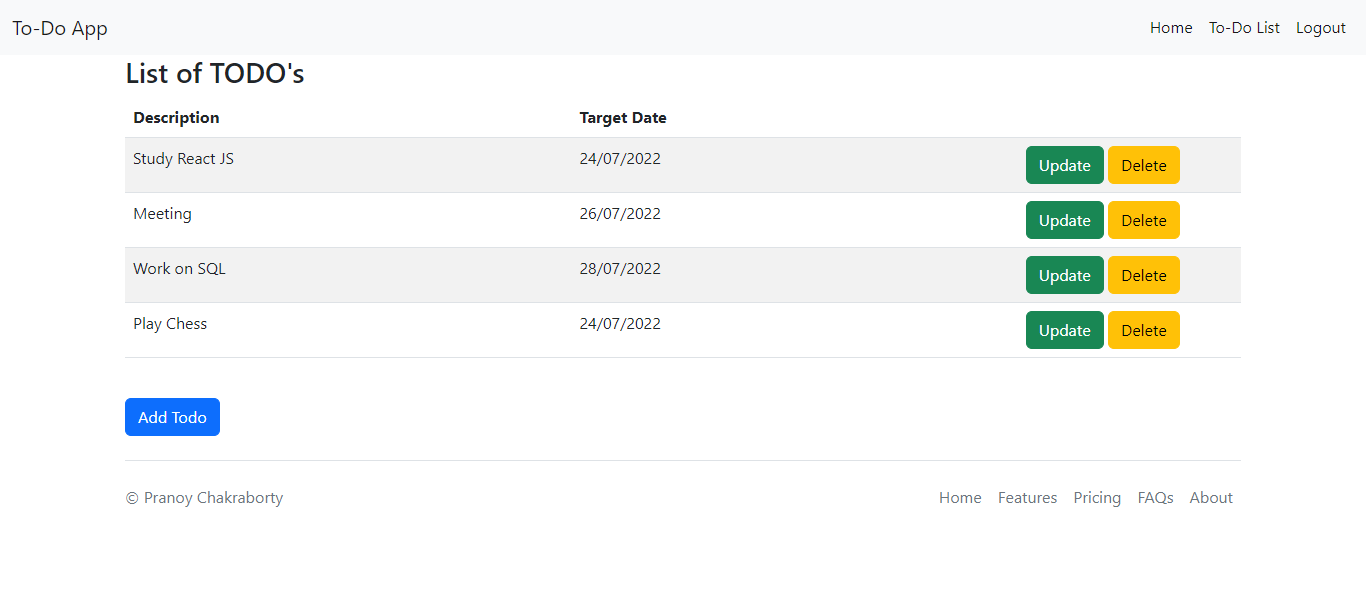 To-Do App Home To-Do List Logout
List of TODO's
Description Target Date
Study React JS 24/07/2022 Update Delete
Meeting 26/07/2022 Update Delete
Work on SQL 28/07/2022 Update Delete
Play Chess 24/07/2022 Update Delete
Add Todo
© Pranoy Chakraborty Home Features Pricing FAQs About